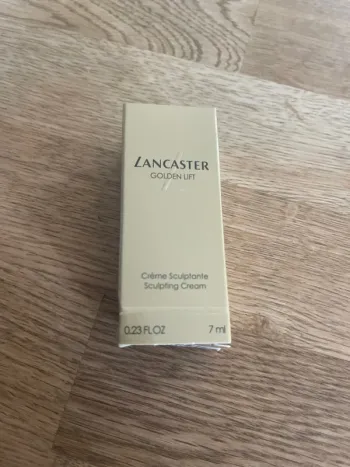 LANCASTER
GOLDEN LIFT
Crème Sculptante
Sculpting Cream
0.23 FL.OZ 7 ml